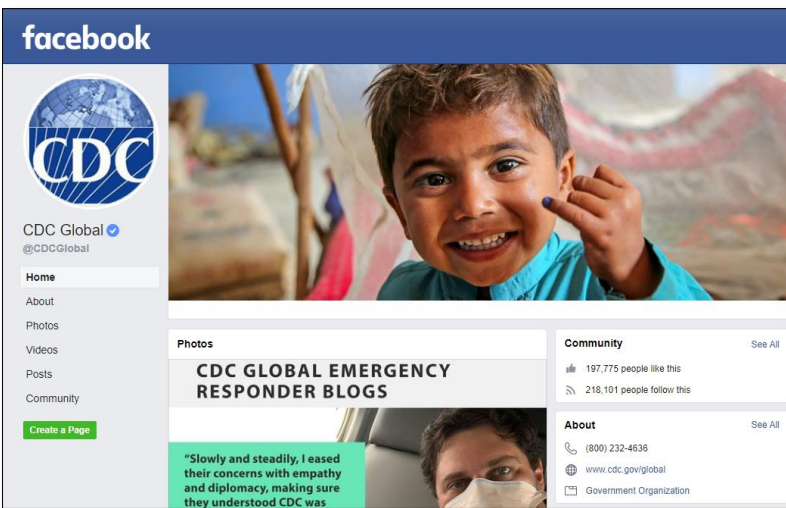 facebook
CDC
CDC Global
@CDCGlobal
Home
About
Photos
Videos
Posts
Community
Create a Page
Photos
CDC GLOBAL EMERGENCY
RESPONDER BLOGS
"Slowly and steadily, I eased
their concerns with empathy
and diplomacy, making sure
they understood CDC was
Community
See All
197,775 people like this
218,101 people follow this
About
See All
(800) 232-4636
www.cdc.gov/global
Government Organization